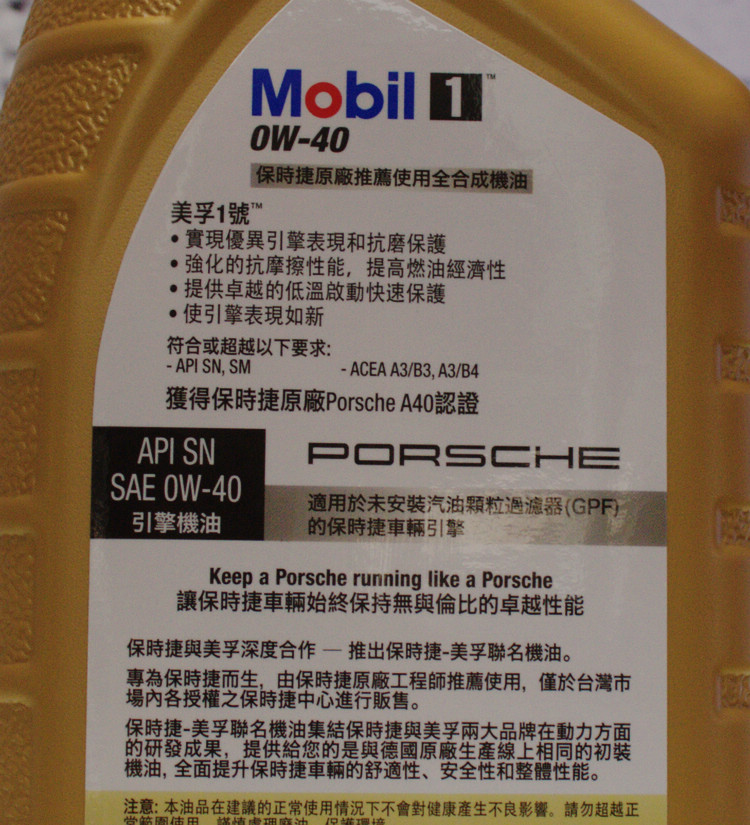 Mobil 1™
0W-40
保時捷原廠推薦使用全合成機油
美孚1號™
• 實現優異引擎表現和抗磨保護
• 強化的抗摩擦性能，提高燃油經濟性
• 提供卓越的低溫啟動快速保護
• 使引擎表現如新
符合或超越以下要求:
- API SN, SM - ACEA A3/B3, A3/B4
獲得保時捷原廠Porsche A40認證
API SN
SAE 0W-40
引擎機油
PORSCHE
適用於未安裝汽油顆粒過濾器(GPF)
的保時捷車輛引擎
Keep a Porsche running like a Porsche
讓保時捷車輛始終保持無與倫比的卓越性能
保時捷與美孚深度合作 — 推出保時捷-美孚聯名機油。
專為保時捷而生，由保時捷原廠工程師推薦使用，僅於台灣市
場內各授權之保時捷中心進行販售。
保時捷-美孚聯名機油集結保時捷與美孚兩大品牌在動力方面
的研發成果，提供給您的是與德國原廠生產線上相同的初裝
機油, 全面提升保時捷車輛的舒適性、安全性和整體性能。
注意: 本油品在建議的正常使用情況下不會對健康產生不良影響。請勿超越正
常範圍使用。謹慎處理廢油，保護環境。